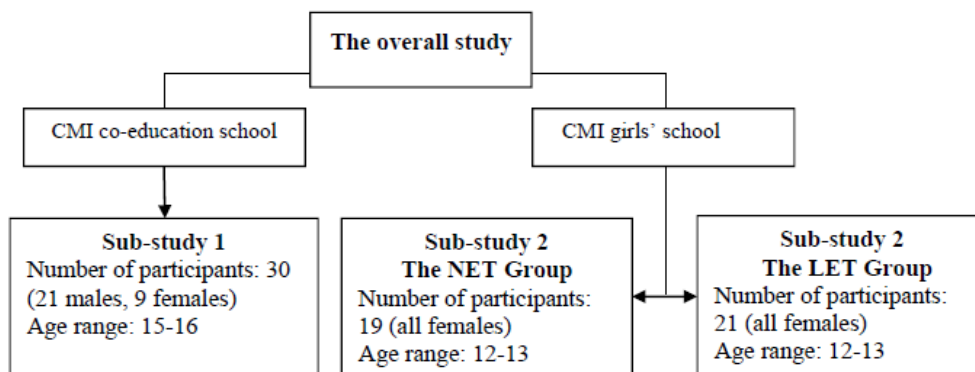 The overall study
CMI co-education school
CMI girls’ school
Sub-study 1
Number of participants: 30
(21 males, 9 females)
Age range: 15-16
Sub-study 2
The NET Group
Number of participants:
19 (all females)
Age range: 12-13
Sub-study 2
The LET Group
Number of participants:
21 (all females)
Age range: 12-13